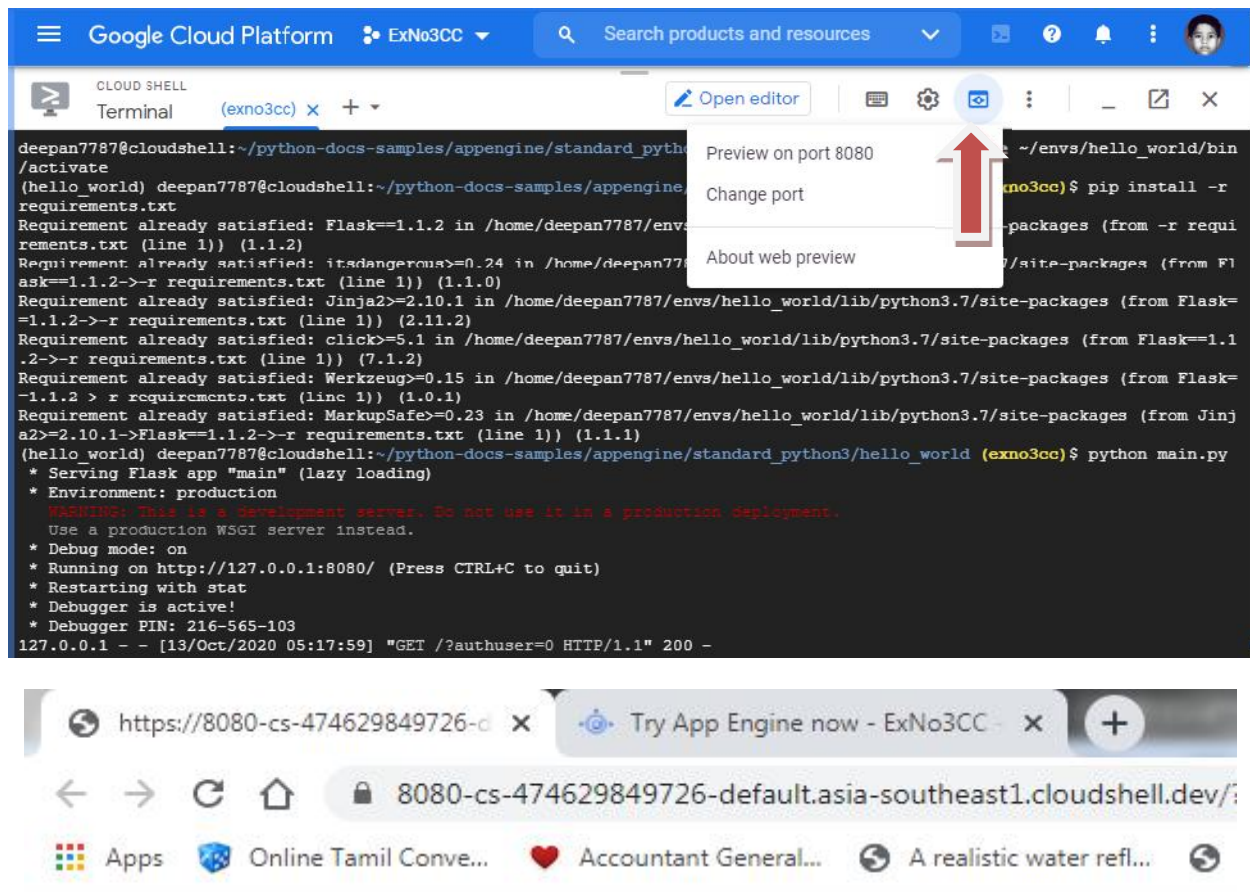 Google Cloud Platform ExNo3CC Search products and resources
CLOUD SHELL
Terminal (exno3cc) Open editor
Preview on port 8080
Change port
About web preview
deepan7787@cloudshell:~/python-docs-samples/appengine/standard_pytho ~/envs/hello_world/bin
/activate
(hello_world) deepan7787@cloudshell:~/python-docs-samples/appengine/ no3cc)$ pip install -r
requirements.txt
Requirement already satisfied: Flask==1.1.2 in /home/deepan7787/envs -packages (from -r requi
rements.txt (line 1)) (1.1.2)
Requirement already satisfied: itsdangerous>=0.24 in /home/deepan778 /site-packages (from Fl
ask==1.1.2->-r requirements.txt (line 1)) (1.1.0)
Requirement already satisfied: Jinja2>=2.10.1 in /home/deepan7787/envs/hello_world/lib/python3.7/site-packages (from Flask=
=1.1.2->-r requirements.txt (line 1)) (2.11.2)
Requirement already satisfied: click>=5.1 in /home/deepan7787/envs/hello_world/lib/python3.7/site-packages (from Flask==1.1
.2->-r requirements.txt (line 1)) (7.1.2)
Requirement already satisfied: Werkzeug>=0.15 in /home/deepan7787/envs/hello_world/lib/python3.7/site-packages (from Flask=
=1.1.2->-r requirements.txt (line 1)) (1.0.1)
Requirement already satisfied: MarkupSafe>=0.23 in /home/deepan7787/envs/hello_world/lib/python3.7/site-packages (from Jinj
a2>=2.10.1->Flask==1.1.2->-r requirements.txt (line 1)) (1.1.1)
(hello_world) deepan7787@cloudshell:~/python-docs-samples/appengine/standard_python3/hello_world (exno3cc)$ python main.py
* Serving Flask app "main" (lazy loading)
* Environment: production
WARNING: This is a development server. Do not use it in a production deployment.
Use a production WSGI server instead.
* Debug mode: on
* Running on http://127.0.0.1:8080/ (Press CTRL+C to quit)
* Restarting with stat
* Debugger is active!
* Debugger PIN: 216-565-103
127.0.0.1 - - [13/Oct/2020 05:17:59] "GET /?authuser=0 HTTP/1.1" 200 -
https://8080-cs-474629849726-d Try App Engine now - ExNo3CC -
8080-cs-474629849726-default.asia-southeast1.cloudshell.dev/?
Apps Online Tamil Conve... Accountant General... A realistic water refl...